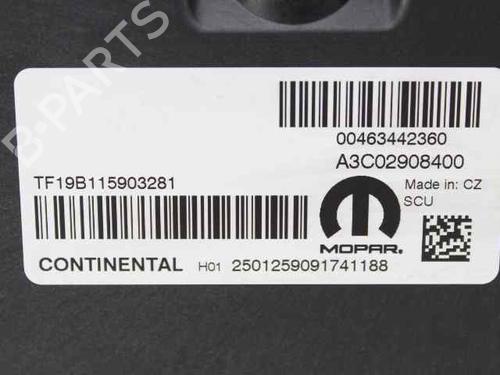 00463442360
A3C02908400
TF19B115903281
Made in: CZ
SCU
MOPAR.
CONTINENTAL H01 2501259091741188
B-PARTS